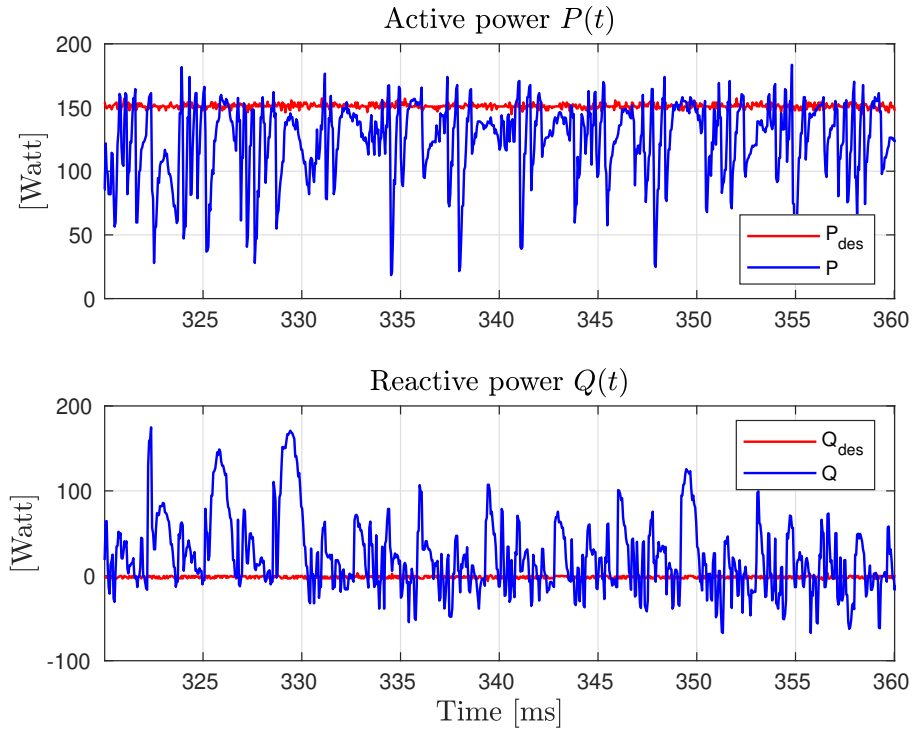 Active power P(t)
200
150
100
50
0
[Watt]
P_des
P
325 330 335 340 345 350 355 360
Reactive power Q(t)
200
100
0
-100
[Watt]
Q_des
Q
325 330 335 340 345 350 355 360
Time [ms]